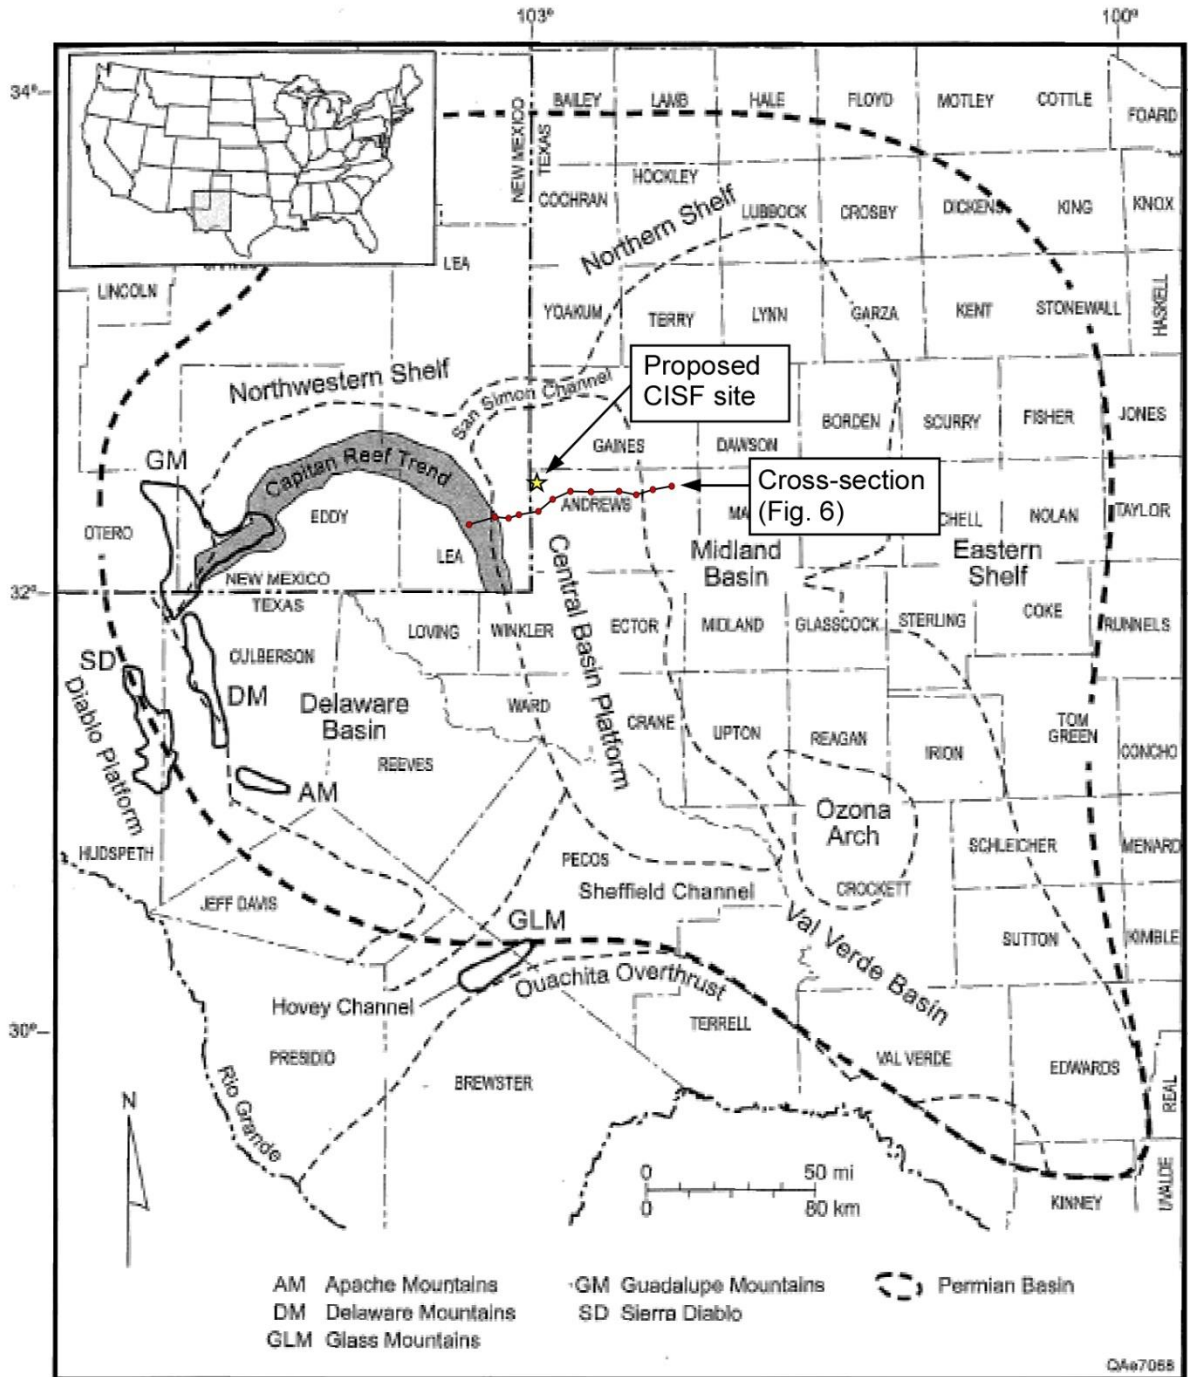 103º
100º
34º
NEW MEXICO
TEXAS
BAILEY
LAMB
HALE
FLOYD
MOTLEY
COTTLE
FOARD
HOCKLEY
COCHRAN
Northern Shelf
LUBBOCK
CROSBY
DICKENS
KING
KNOX
LEA
LINCOLN
YOAKUM
TERRY
LYNN
GARZA
KENT
STONEWALL
HASKELL
Proposed
CISF site
Northwestern Shelf
San Simon Channel
GAINES
DAWSON
BORDEN
SCURRY
FISHER
JONES
GM
Capitan Reef Trend
Cross-section
(Fig. 6)
OTERO
EDDY
ANDREWS
MA
CHELL
NOLAN
TAYLOR
LEA
Midland
Basin
Eastern
Shelf
32º
NEW MEXICO
TEXAS
Central Basin Platform
LOVING
WINKLER
ECTOR
MIDLAND
GLASSCOCK
STERLING
COKE
RUNNELS
SD
CULBERSON
DM
Diablo Platform
Delaware
Basin
WARD
CRANE
UPTON
REAGAN
IRION
TOM
GREEN
CONCHO
REEVES
AM
Ozona
Arch
HUDSPETH
PECOS
SCHLEICHER
MENARD
Sheffield Channel
CROCKETT
JEFF DAVIS
GLM
Val Verde Basin
SUTTON
KIMBLE
Ouachita Overthrust
Hovey Channel
30º
TERRELL
PRESIDIO
VAL VERDE
EDWARDS
REAL
BREWSTER
Rio Grande
N
0 50 mi
0 80 km
KINNEY
UVALDE
AM Apache Mountains
GM Guadalupe Mountains
Permian Basin
DM Delaware Mountains
SD Sierra Diablo
GLM Glass Mountains
QAe7068